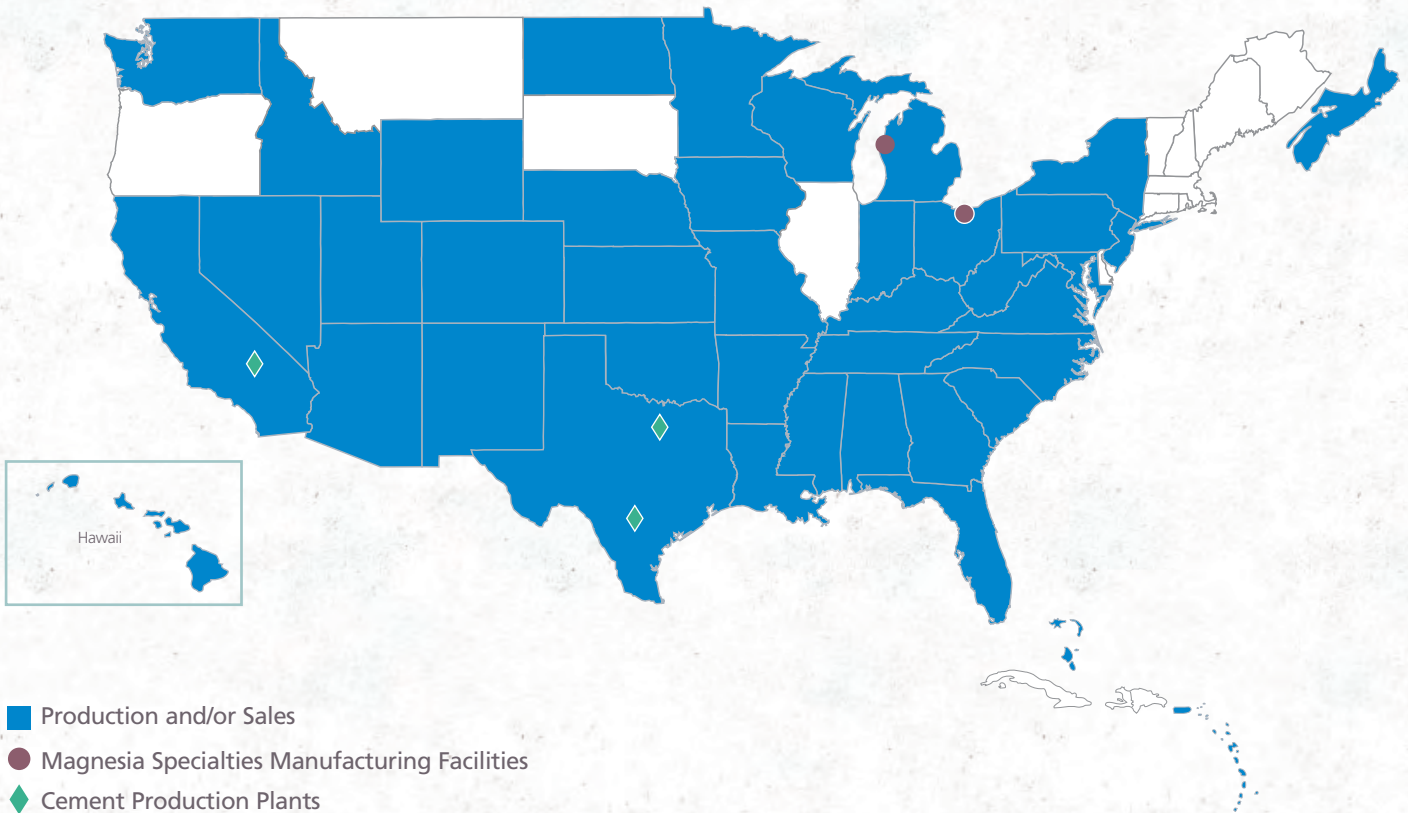 Hawaii
Production and/or Sales
Magnesia Specialties Manufacturing Facilities
Cement Production Plants